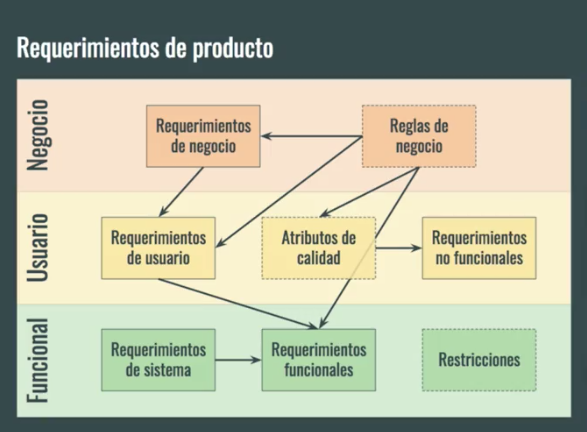 Requerimientos de producto
Negocio
Requerimientos
de negocio
Reglas de
negocio
Usuario
Requerimientos
de usuario
Atributos de
calidad
Requerimientos
no funcionales
Funcional
Requerimientos
de sistema
Requerimientos
funcionales
Restricciones